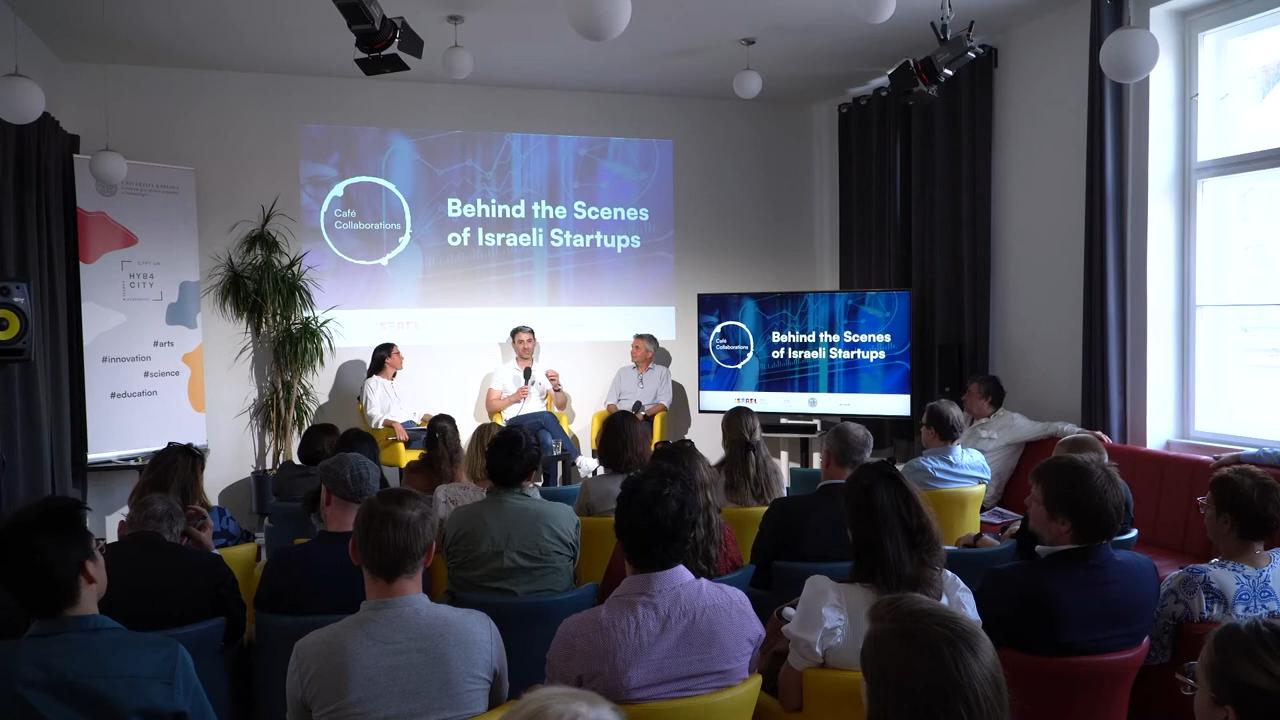 Café
Collaborations
Behind the Scenes
of Israeli Startups
HYB4
CITY
#arts
#innovation
#science
#education
Café
Collaborations
Behind the Scenes
of Israeli Startups
ISRAEL